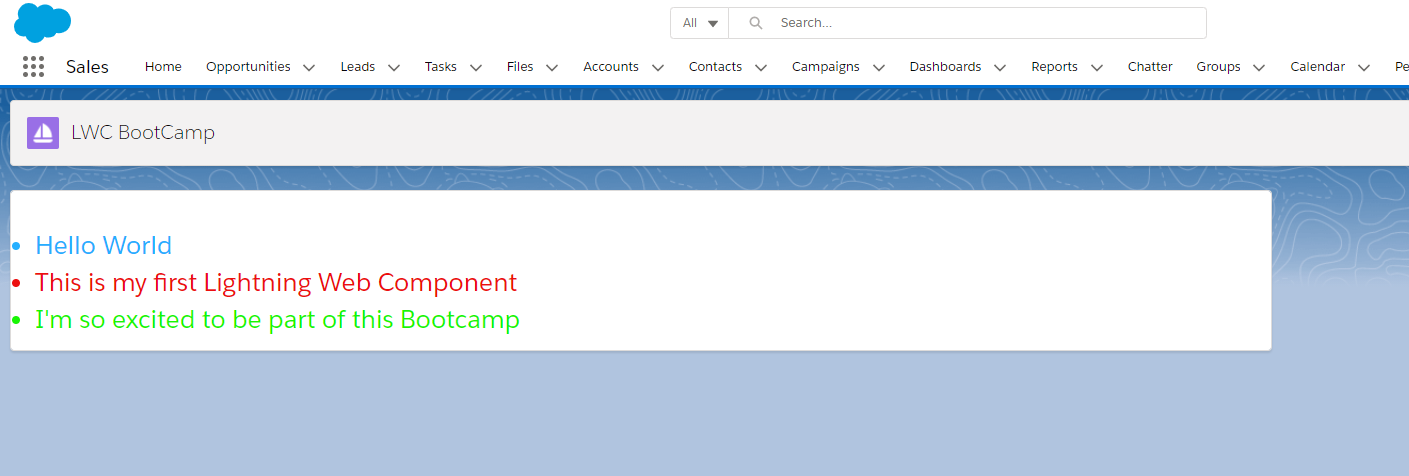 All Search...
Sales Home Opportunities Leads Tasks Files Accounts Contacts Campaigns Dashboards Reports Chatter Groups Calendar Pe
LWC BootCamp
Hello World
This is my first Lightning Web Component
I'm so excited to be part of this Bootcamp